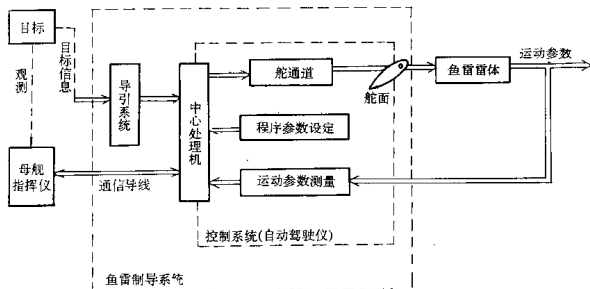 目标
目标信息
观测
导引系统
中心处理机
舵通道
舵面
鱼雷雷体
运动参数
程序参数设定
母舰
指挥仪
通信导线
运动参数测量
控制系统(自动驾驶仪)
鱼雷制导系统